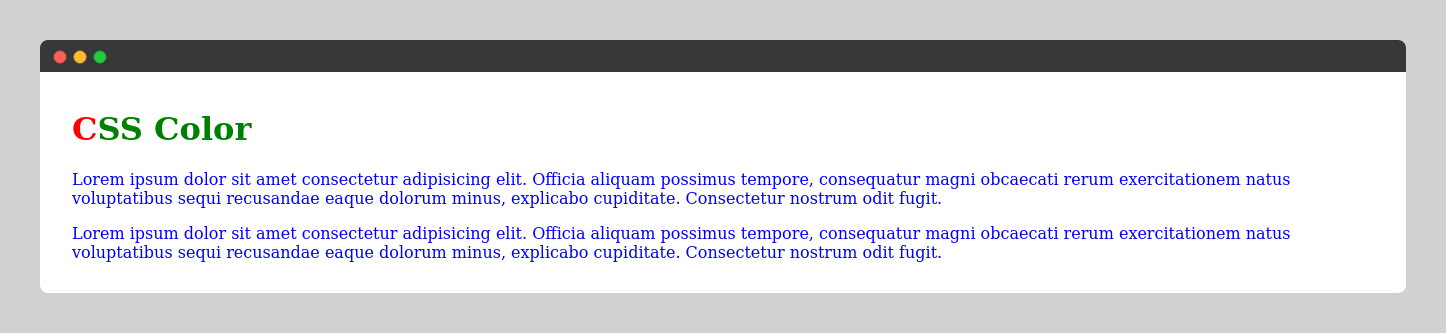 CSS Color
Lorem ipsum dolor sit amet consectetur adipisicing elit. Officia aliquam possimus tempore, consequatur magni obcaecati rerum exercitationem natus
voluptatibus sequi recusandae eaque dolorum minus, explicabo cupiditate. Consectetur nostrum odit fugit.
Lorem ipsum dolor sit amet consectetur adipisicing elit. Officia aliquam possimus tempore, consequatur magni obcaecati rerum exercitationem natus
voluptatibus sequi recusandae eaque dolorum minus, explicabo cupiditate. Consectetur nostrum odit fugit.